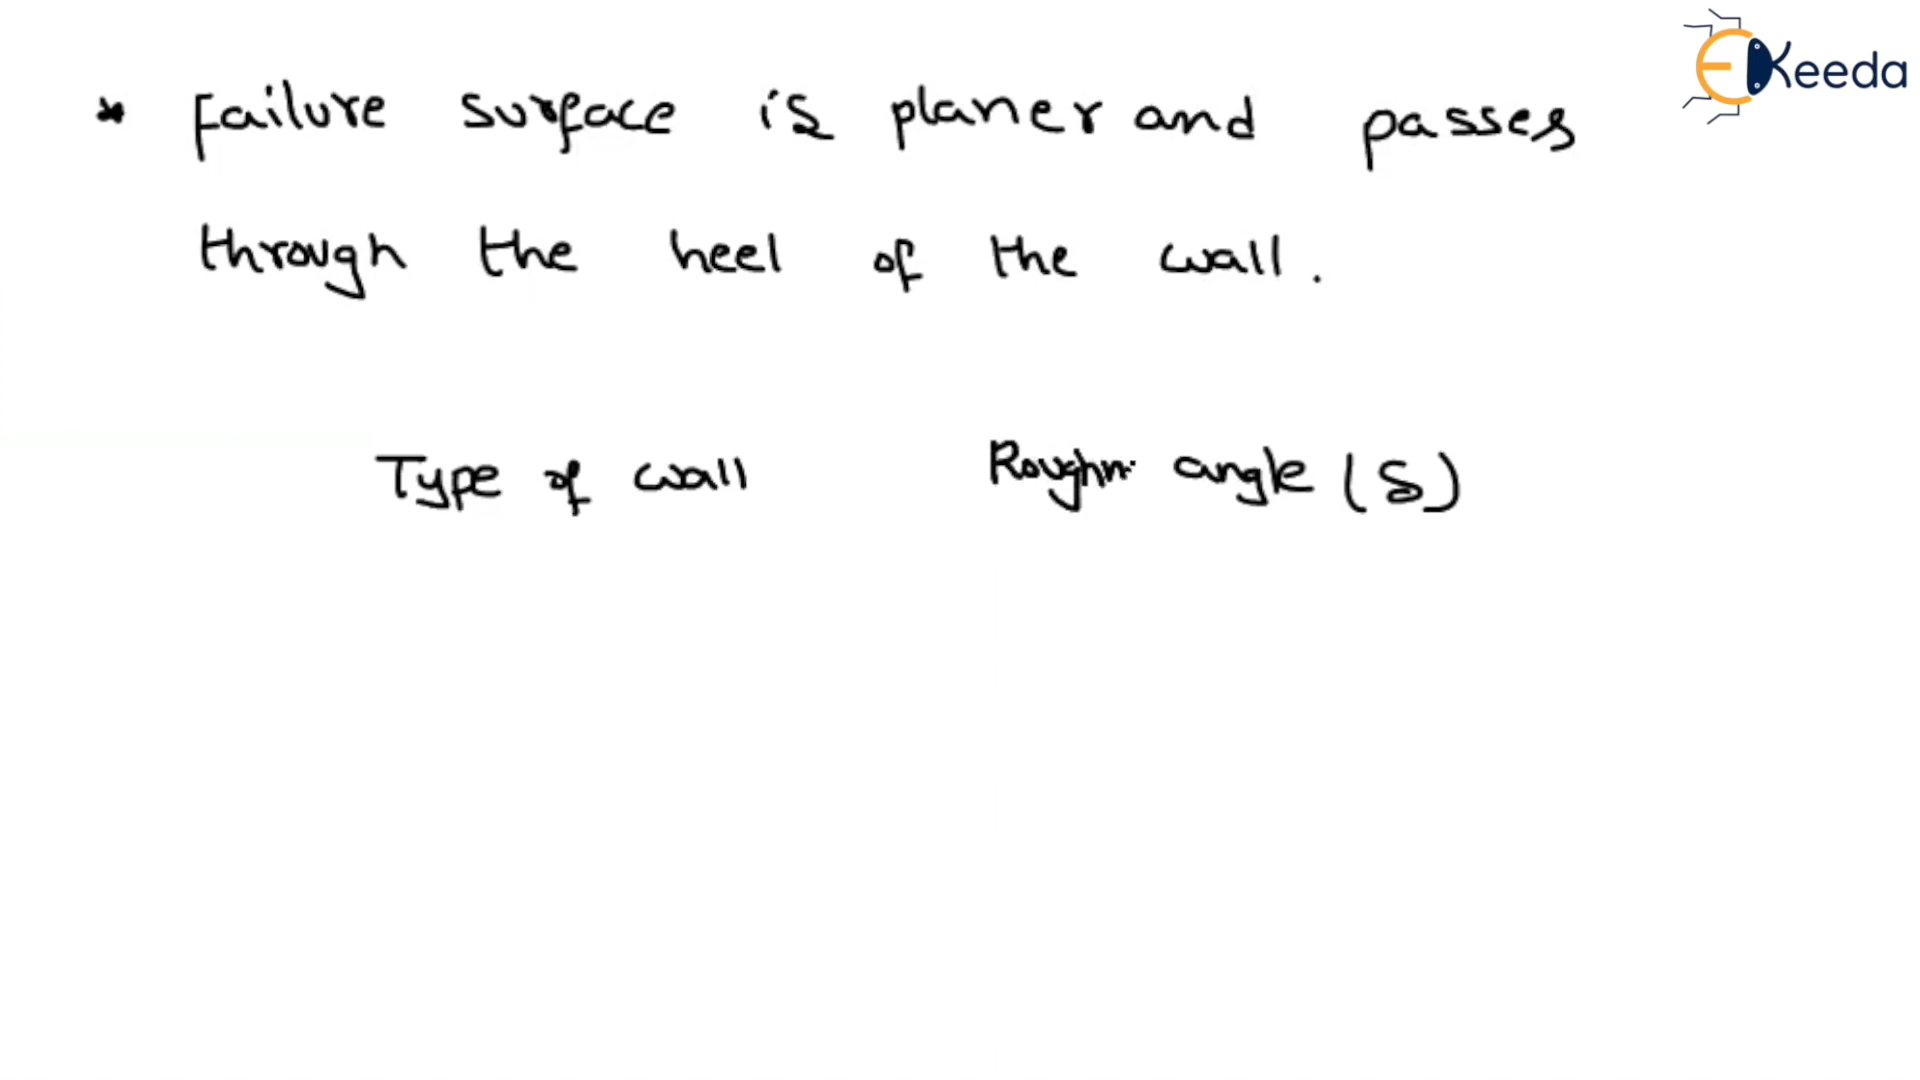 EKeeda
* Failure surface is planer and passes
through the heel of the wall.
Type of wall Roughn. angle (δ)